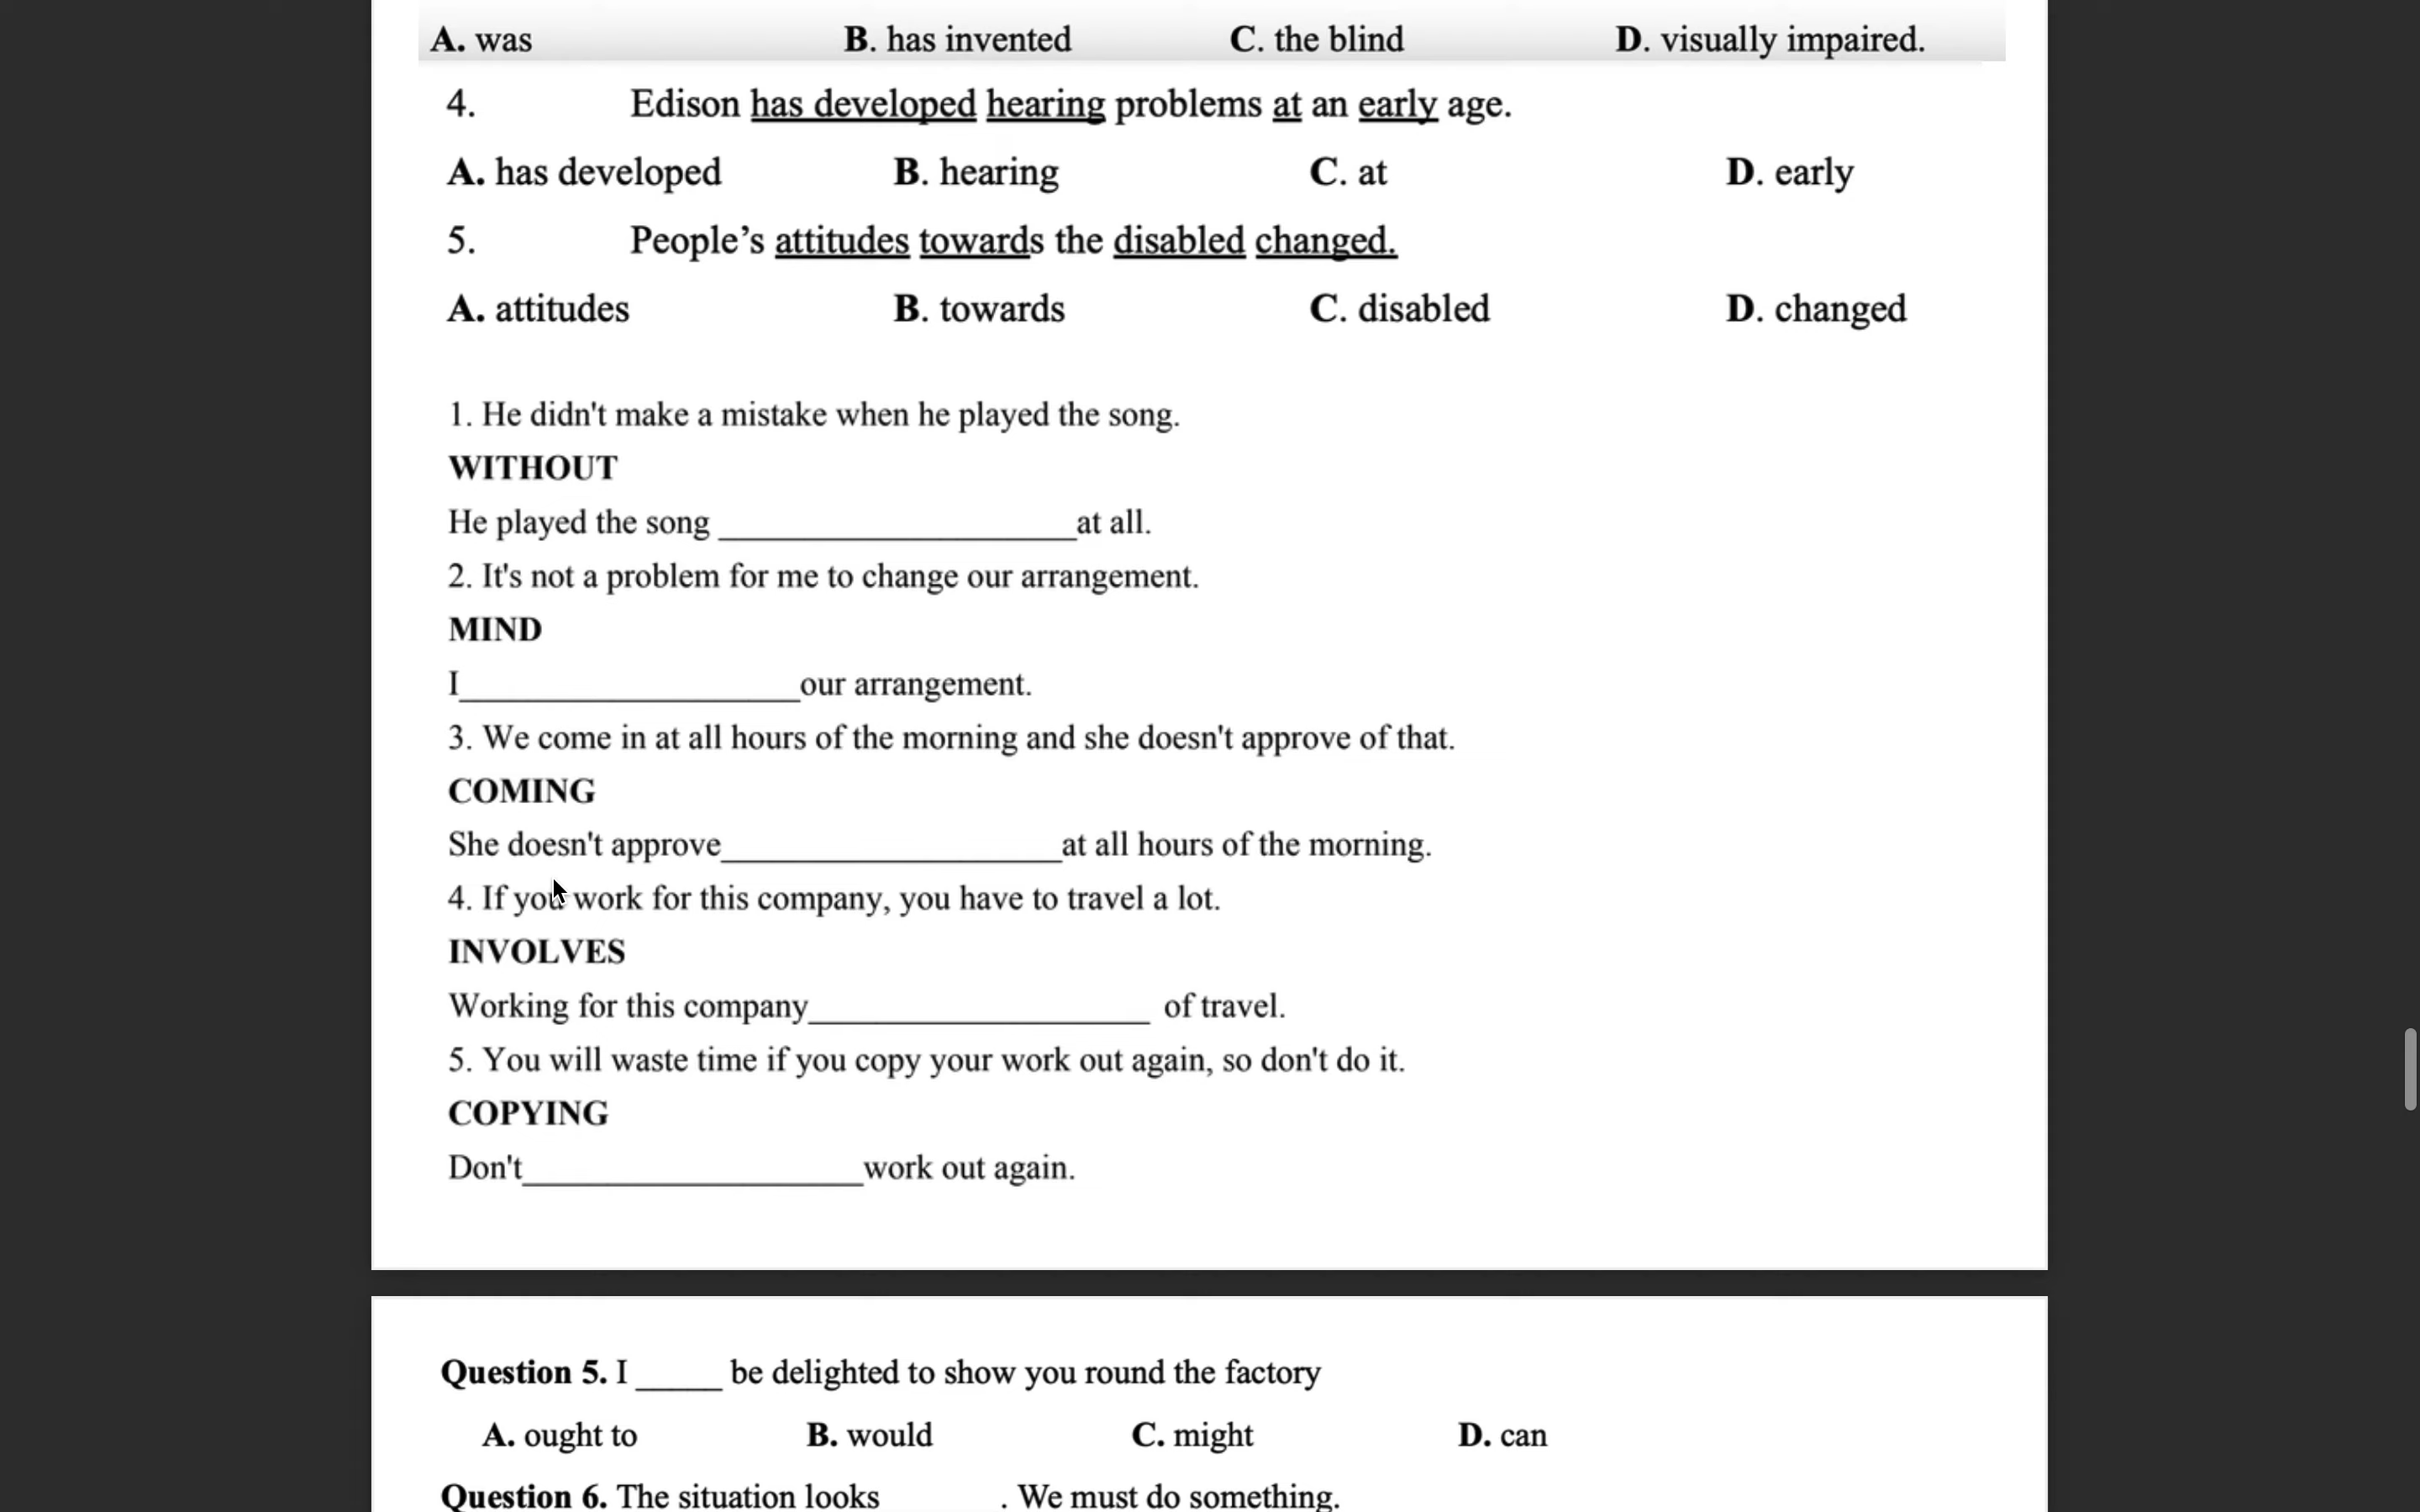 A. was B. has invented C. the blind D. visually impaired.
4. Edison has developed hearing problems at an early age.
A. has developed B. hearing C. at D. early
5. People’s attitudes towards the disabled changed.
A. attitudes B. towards C. disabled D. changed
1. He didn't make a mistake when he played the song.
WITHOUT
He played the song ____________________at all.
2. It's not a problem for me to change our arrangement.
MIND
I___________________our arrangement.
3. We come in at all hours of the morning and she doesn't approve of that.
COMING
She doesn't approve___________________at all hours of the morning.
4. If you work for this company, you have to travel a lot.
INVOLVES
Working for this company___________________ of travel.
5. You will waste time if you copy your work out again, so don't do it.
COPYING
Don't___________________work out again.
Question 5. I _____ be delighted to show you round the factory
A. ought to B. would C. might D. can
Question 6. The situation looks _______. We must do something.